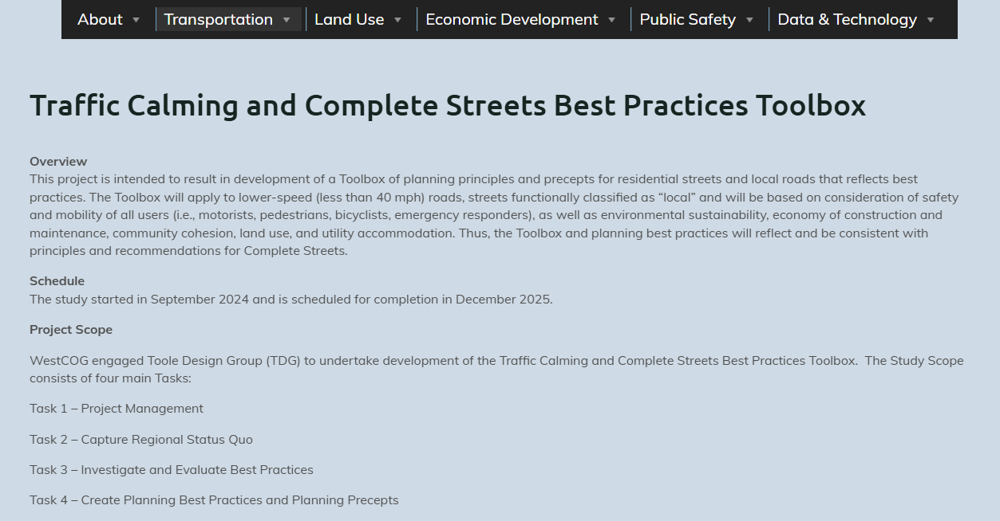 About Transportation Land Use Economic Development Public Safety Data & Technology
Traffic Calming and Complete Streets Best Practices Toolbox
Overview
This project is intended to result in development of a Toolbox of planning principles and precepts for residential streets and local roads that reflects best
practices. The Toolbox will apply to lower-speed (less than 40 mph) roads, streets functionally classified as “local” and will be based on consideration of safety
and mobility of all users (i.e., motorists, pedestrians, bicyclists, emergency responders), as well as environmental sustainability, economy of construction and
maintenance, community cohesion, land use, and utility accommodation. Thus, the Toolbox and planning best practices will reflect and be consistent with
principles and recommendations for Complete Streets.
Schedule
The study started in September 2024 and is scheduled for completion in December 2025.
Project Scope
WestCOG engaged Toole Design Group (TDG) to undertake development of the Traffic Calming and Complete Streets Best Practices Toolbox.  The Study Scope
consists of four main Tasks:
Task 1 – Project Management
Task 2 – Capture Regional Status Quo
Task 3 – Investigate and Evaluate Best Practices
Task 4 – Create Planning Best Practices and Planning Precepts